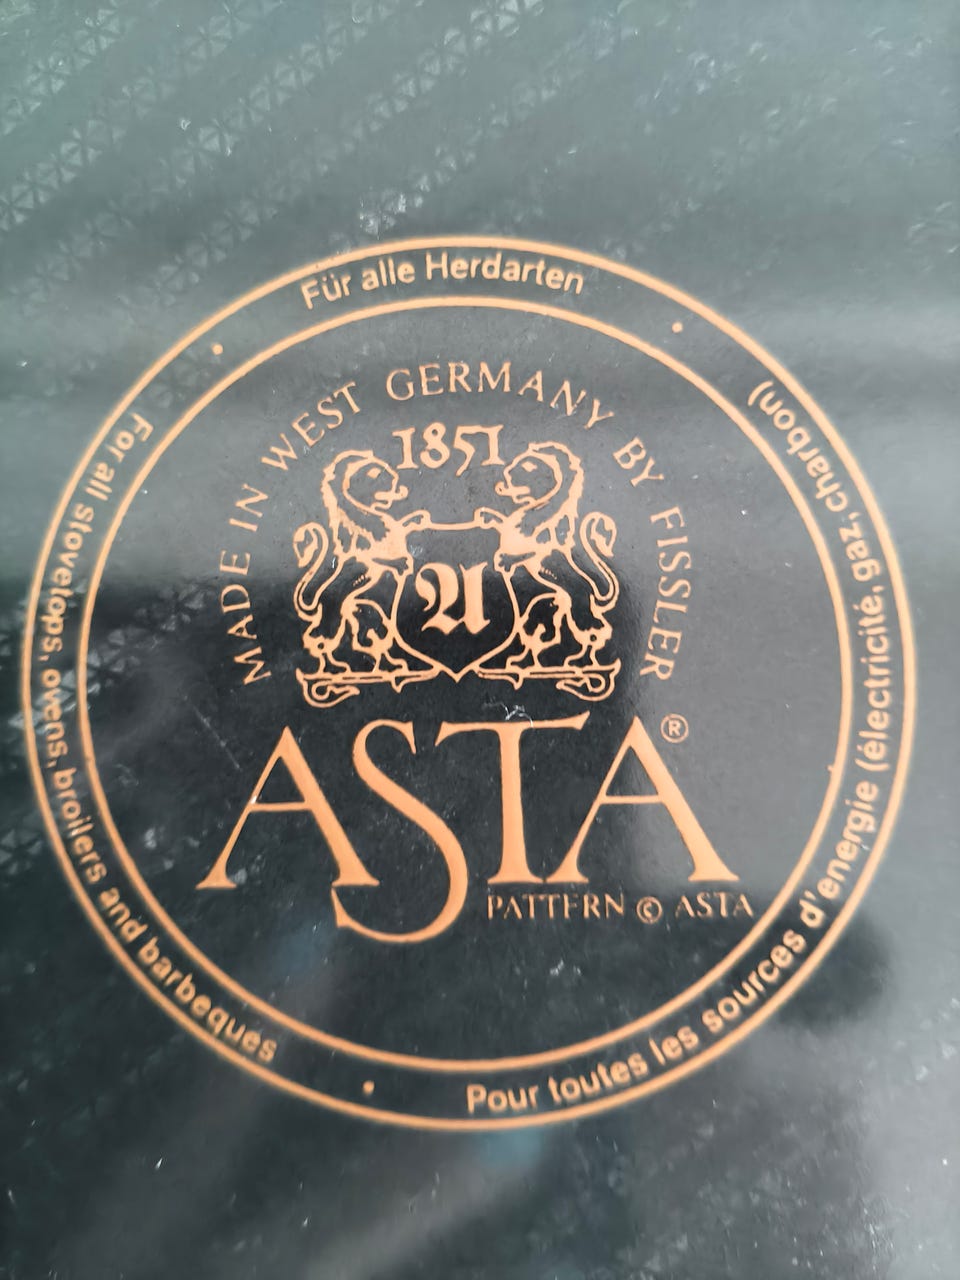 Für alle Herdarten
For all stovetops, ovens, broilers and barbeques
Pour toutes les sources d'energie (électricité, gaz, charbon)
MADE IN WEST GERMANY BY FISSLER
1851
A
ASTA®
PATTERN © ASTA